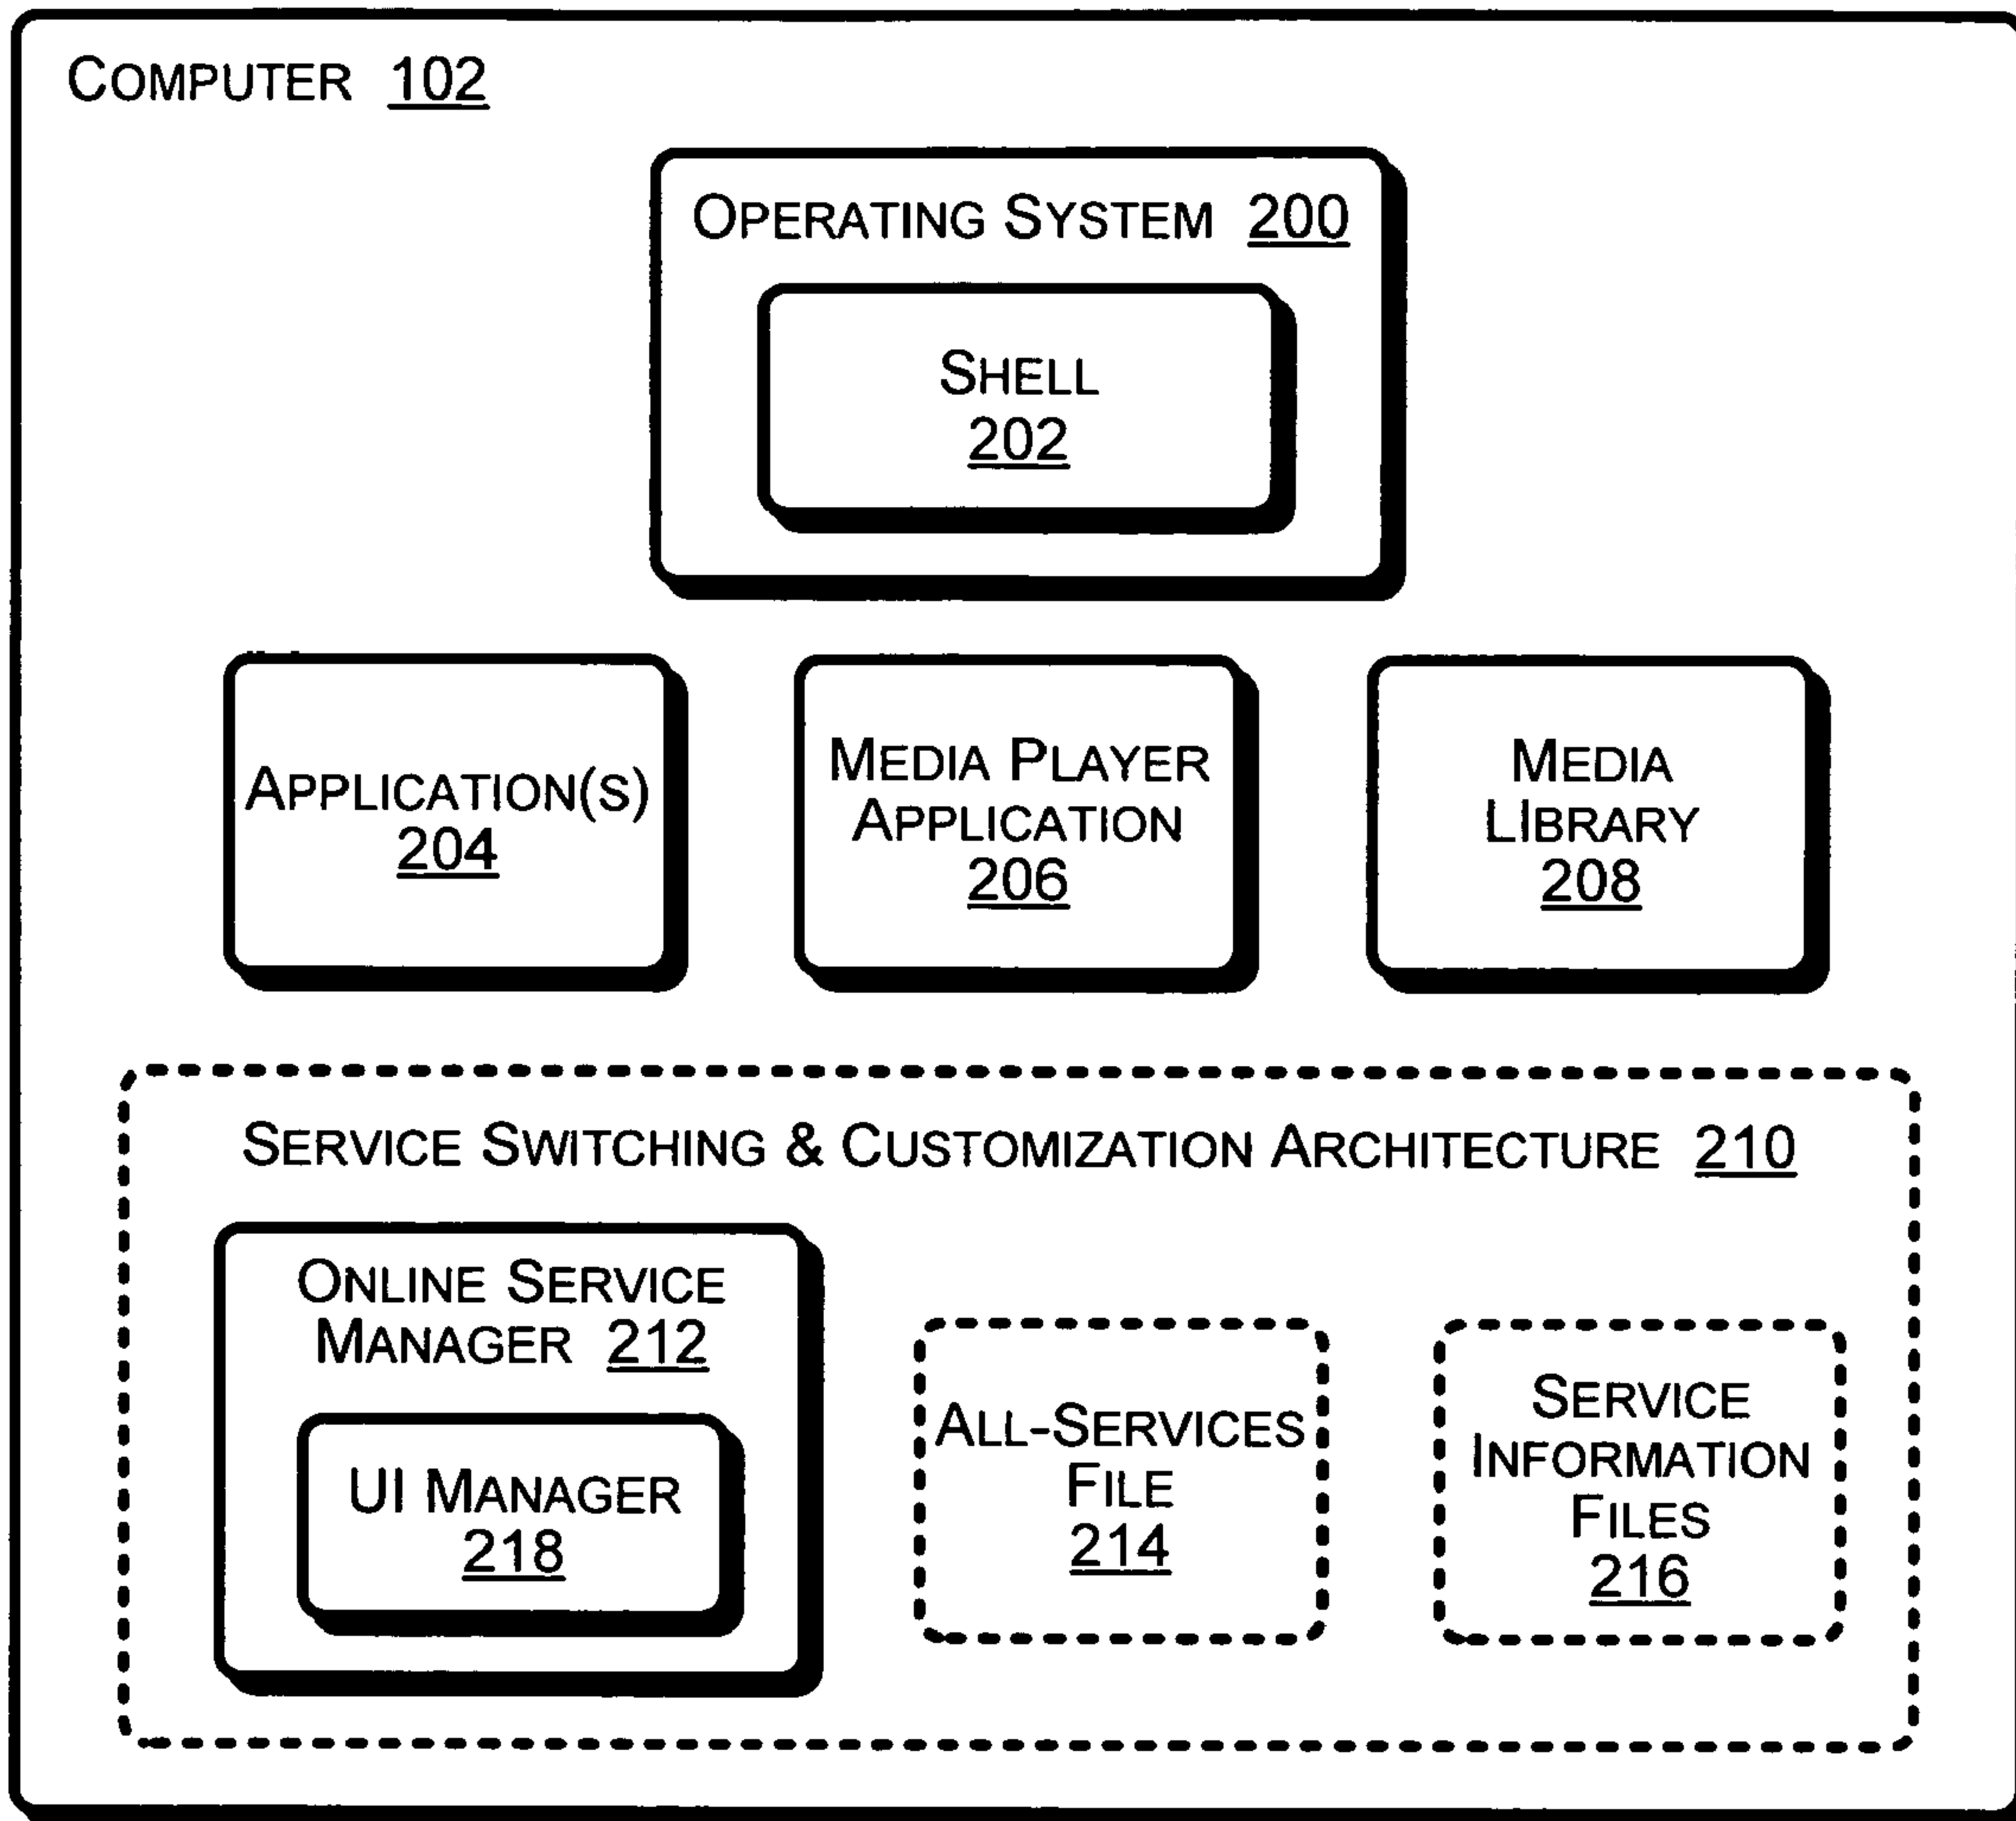 COMPUTER 102
OPERATING SYSTEM 200
SHELL
202
APPLICATION(S)
204
MEDIA PLAYER
APPLICATION
206
MEDIA
LIBRARY
208
SERVICE SWITCHING & CUSTOMIZATION ARCHITECTURE 210
ONLINE SERVICE
MANAGER 212
UI MANAGER
218
ALL-SERVICES
FILE
214
SERVICE
INFORMATION
FILES
216